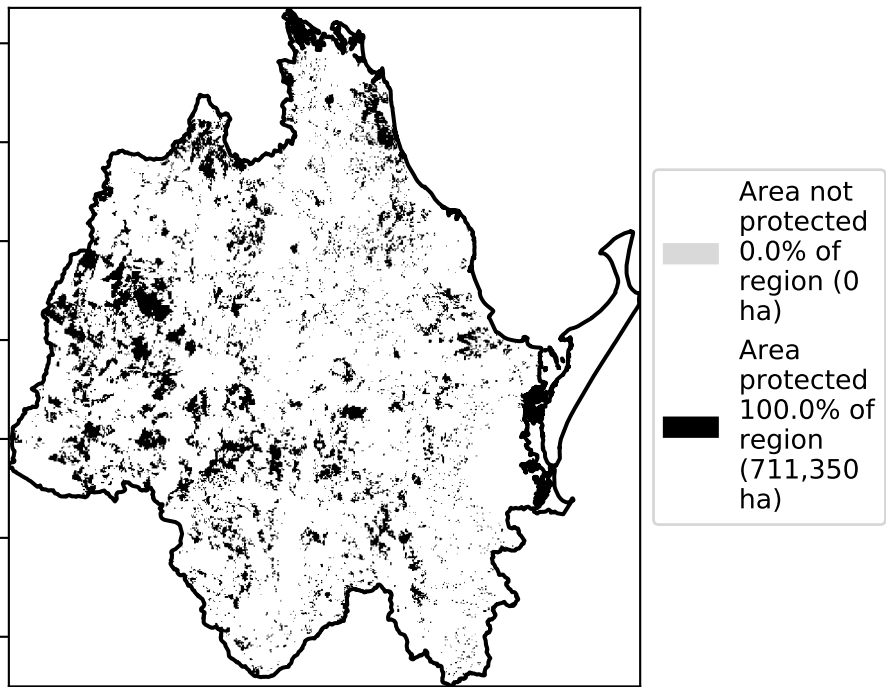 Area not
protected
0.0% of
region (0
ha)
Area
protected
100.0% of
region
(711,350
ha)